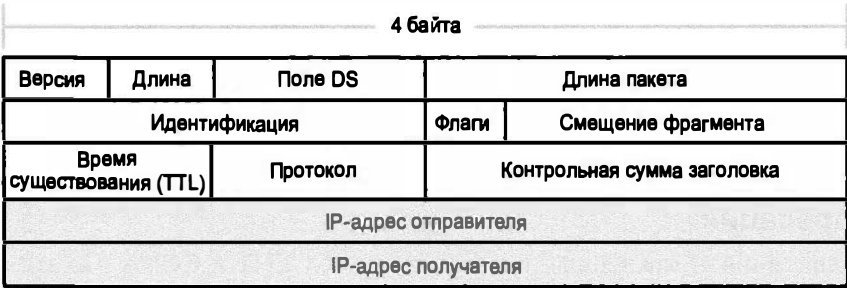 4 байта
Версия Длина Поле DS Длина пакета
Идентификация Флаги Смещение фрагмента
Время
существования (TTL) Протокол Контрольная сумма заголовка
IP-адрес отправителя
IP-адрес получателя